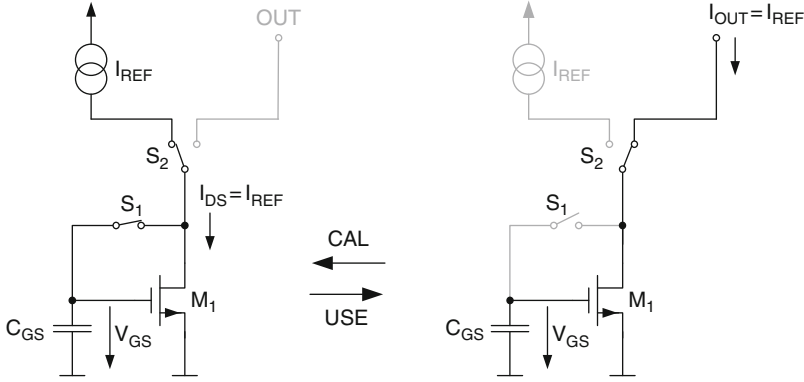 OUT
I_REF
S_2
S_1
I_DS=I_REF
M_1
C_GS
V_GS
CAL
USE
I_OUT=I_REF
I_REF
S_2
S_1
M_1
C_GS
V_GS